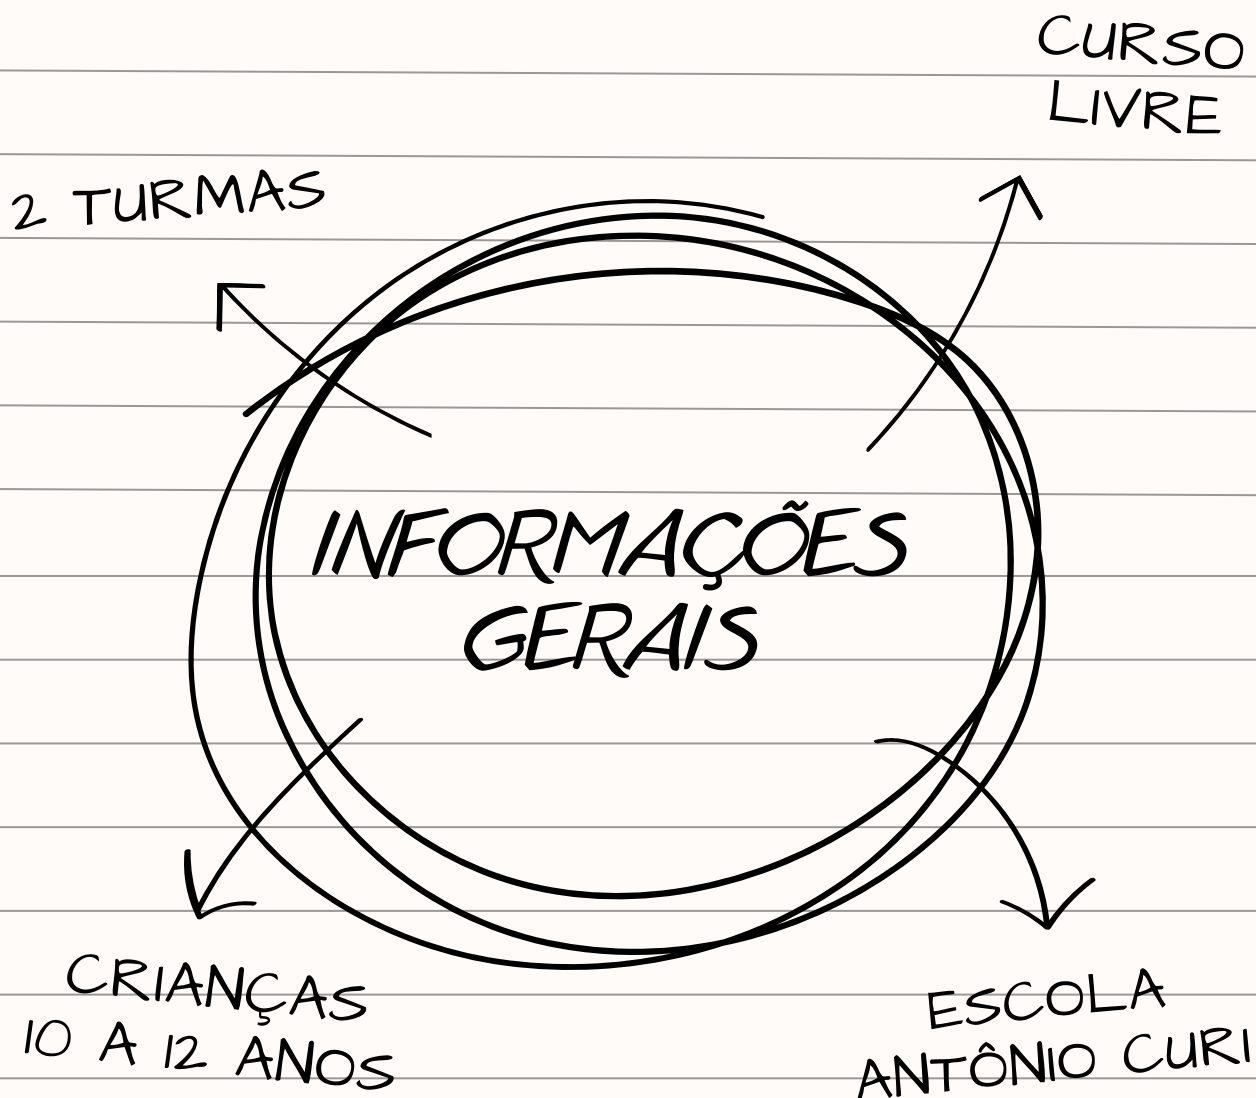 CURSO
LIVRE
2 TURMAS
INFORMAÇÕES
GERAIS
CRIANÇAS
10 A 12 ANOS
ESCOLA
ANTÔNIO CURI